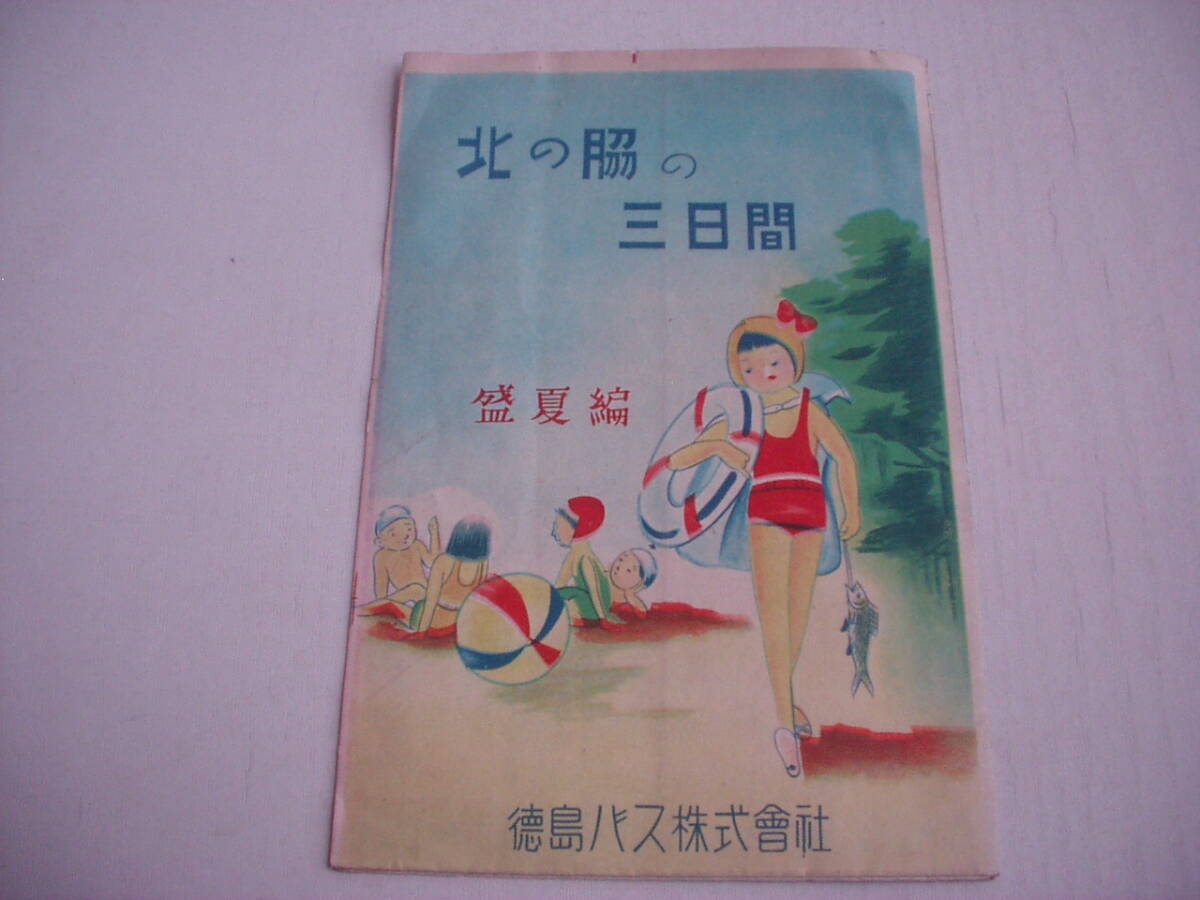 北の脇の
三日間
盛夏編
徳島バス株式會社